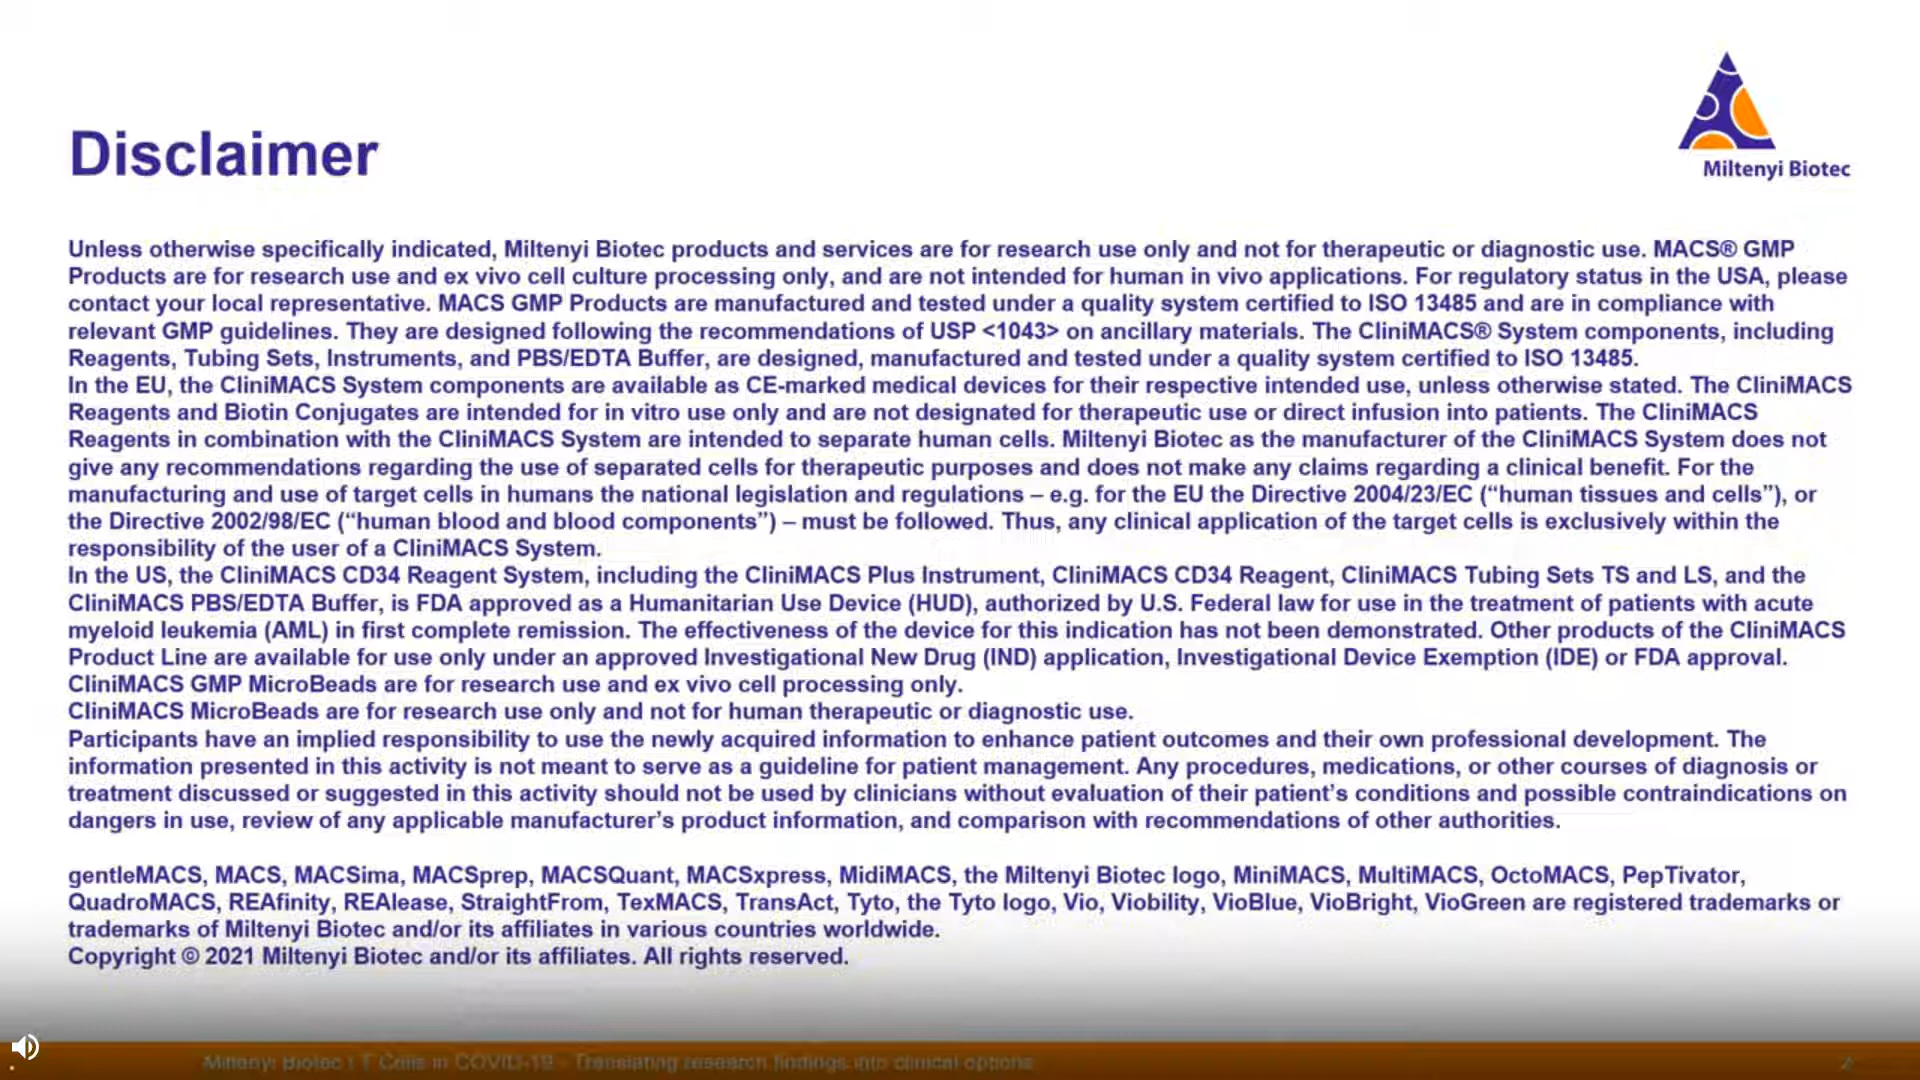 Miltenyi Biotec
Disclaimer
Unless otherwise specifically indicated, Miltenyi Biotec products and services are for research use only and not for therapeutic or diagnostic use. MACS® GMP
Products are for research use and ex vivo cell culture processing only, and are not intended for human in vivo applications. For regulatory status in the USA, please
contact your local representative. MACS GMP Products are manufactured and tested under a quality system certified to ISO 13485 and are in compliance with
relevant GMP guidelines. They are designed following the recommendations of USP <1043> on ancillary materials. The CliniMACS® System components, including
Reagents, Tubing Sets, Instruments, and PBS/EDTA Buffer, are designed, manufactured and tested under a quality system certified to ISO 13485.
In the EU, the CliniMACS System components are available as CE-marked medical devices for their respective intended use, unless otherwise stated. The CliniMACS
Reagents and Biotin Conjugates are intended for in vitro use only and are not designated for therapeutic use or direct infusion into patients. The CliniMACS
Reagents in combination with the CliniMACS System are intended to separate human cells. Miltenyi Biotec as the manufacturer of the CliniMACS System does not
give any recommendations regarding the use of separated cells for therapeutic purposes and does not make any claims regarding a clinical benefit. For the
manufacturing and use of target cells in humans the national legislation and regulations – e.g. for the EU the Directive 2004/23/EC (“human tissues and cells”), or
the Directive 2002/98/EC (“human blood and blood components”) – must be followed. Thus, any clinical application of the target cells is exclusively within the
responsibility of the user of a CliniMACS System.
In the US, the CliniMACS CD34 Reagent System, including the CliniMACS Plus Instrument, CliniMACS CD34 Reagent, CliniMACS Tubing Sets TS and LS, and the
CliniMACS PBS/EDTA Buffer, is FDA approved as a Humanitarian Use Device (HUD), authorized by U.S. Federal law for use in the treatment of patients with acute
myeloid leukemia (AML) in first complete remission. The effectiveness of the device for this indication has not been demonstrated. Other products of the CliniMACS
Product Line are available for use only under an approved Investigational New Drug (IND) application, Investigational Device Exemption (IDE) or FDA approval.
CliniMACS GMP MicroBeads are for research use and ex vivo cell processing only.
CliniMACS MicroBeads are for research use only and not for human therapeutic or diagnostic use.
Participants have an implied responsibility to use the newly acquired information to enhance patient outcomes and their own professional development. The
information presented in this activity is not meant to serve as a guideline for patient management. Any procedures, medications, or other courses of diagnosis or
treatment discussed or suggested in this activity should not be used by clinicians without evaluation of their patient’s conditions and possible contraindications on
dangers in use, review of any applicable manufacturer’s product information, and comparison with recommendations of other authorities.
gentleMACS, MACS, MACSima, MACSprep, MACSQuant, MACSxpress, MidiMACS, the Miltenyi Biotec logo, MiniMACS, MultiMACS, OctoMACS, PepTivator,
QuadroMACS, REAfinity, REAlease, StraightFrom, TexMACS, TransAct, Tyto, the Tyto logo, Vio, Viobility, VioBlue, VioBright, VioGreen are registered trademarks or
trademarks of Miltenyi Biotec and/or its affiliates in various countries worldwide.
Copyright © 2021 Miltenyi Biotec and/or its affiliates. All rights reserved.
Miltenyi Biotec | T Cells in COVID-19 - Translating research findings into clinical options
2